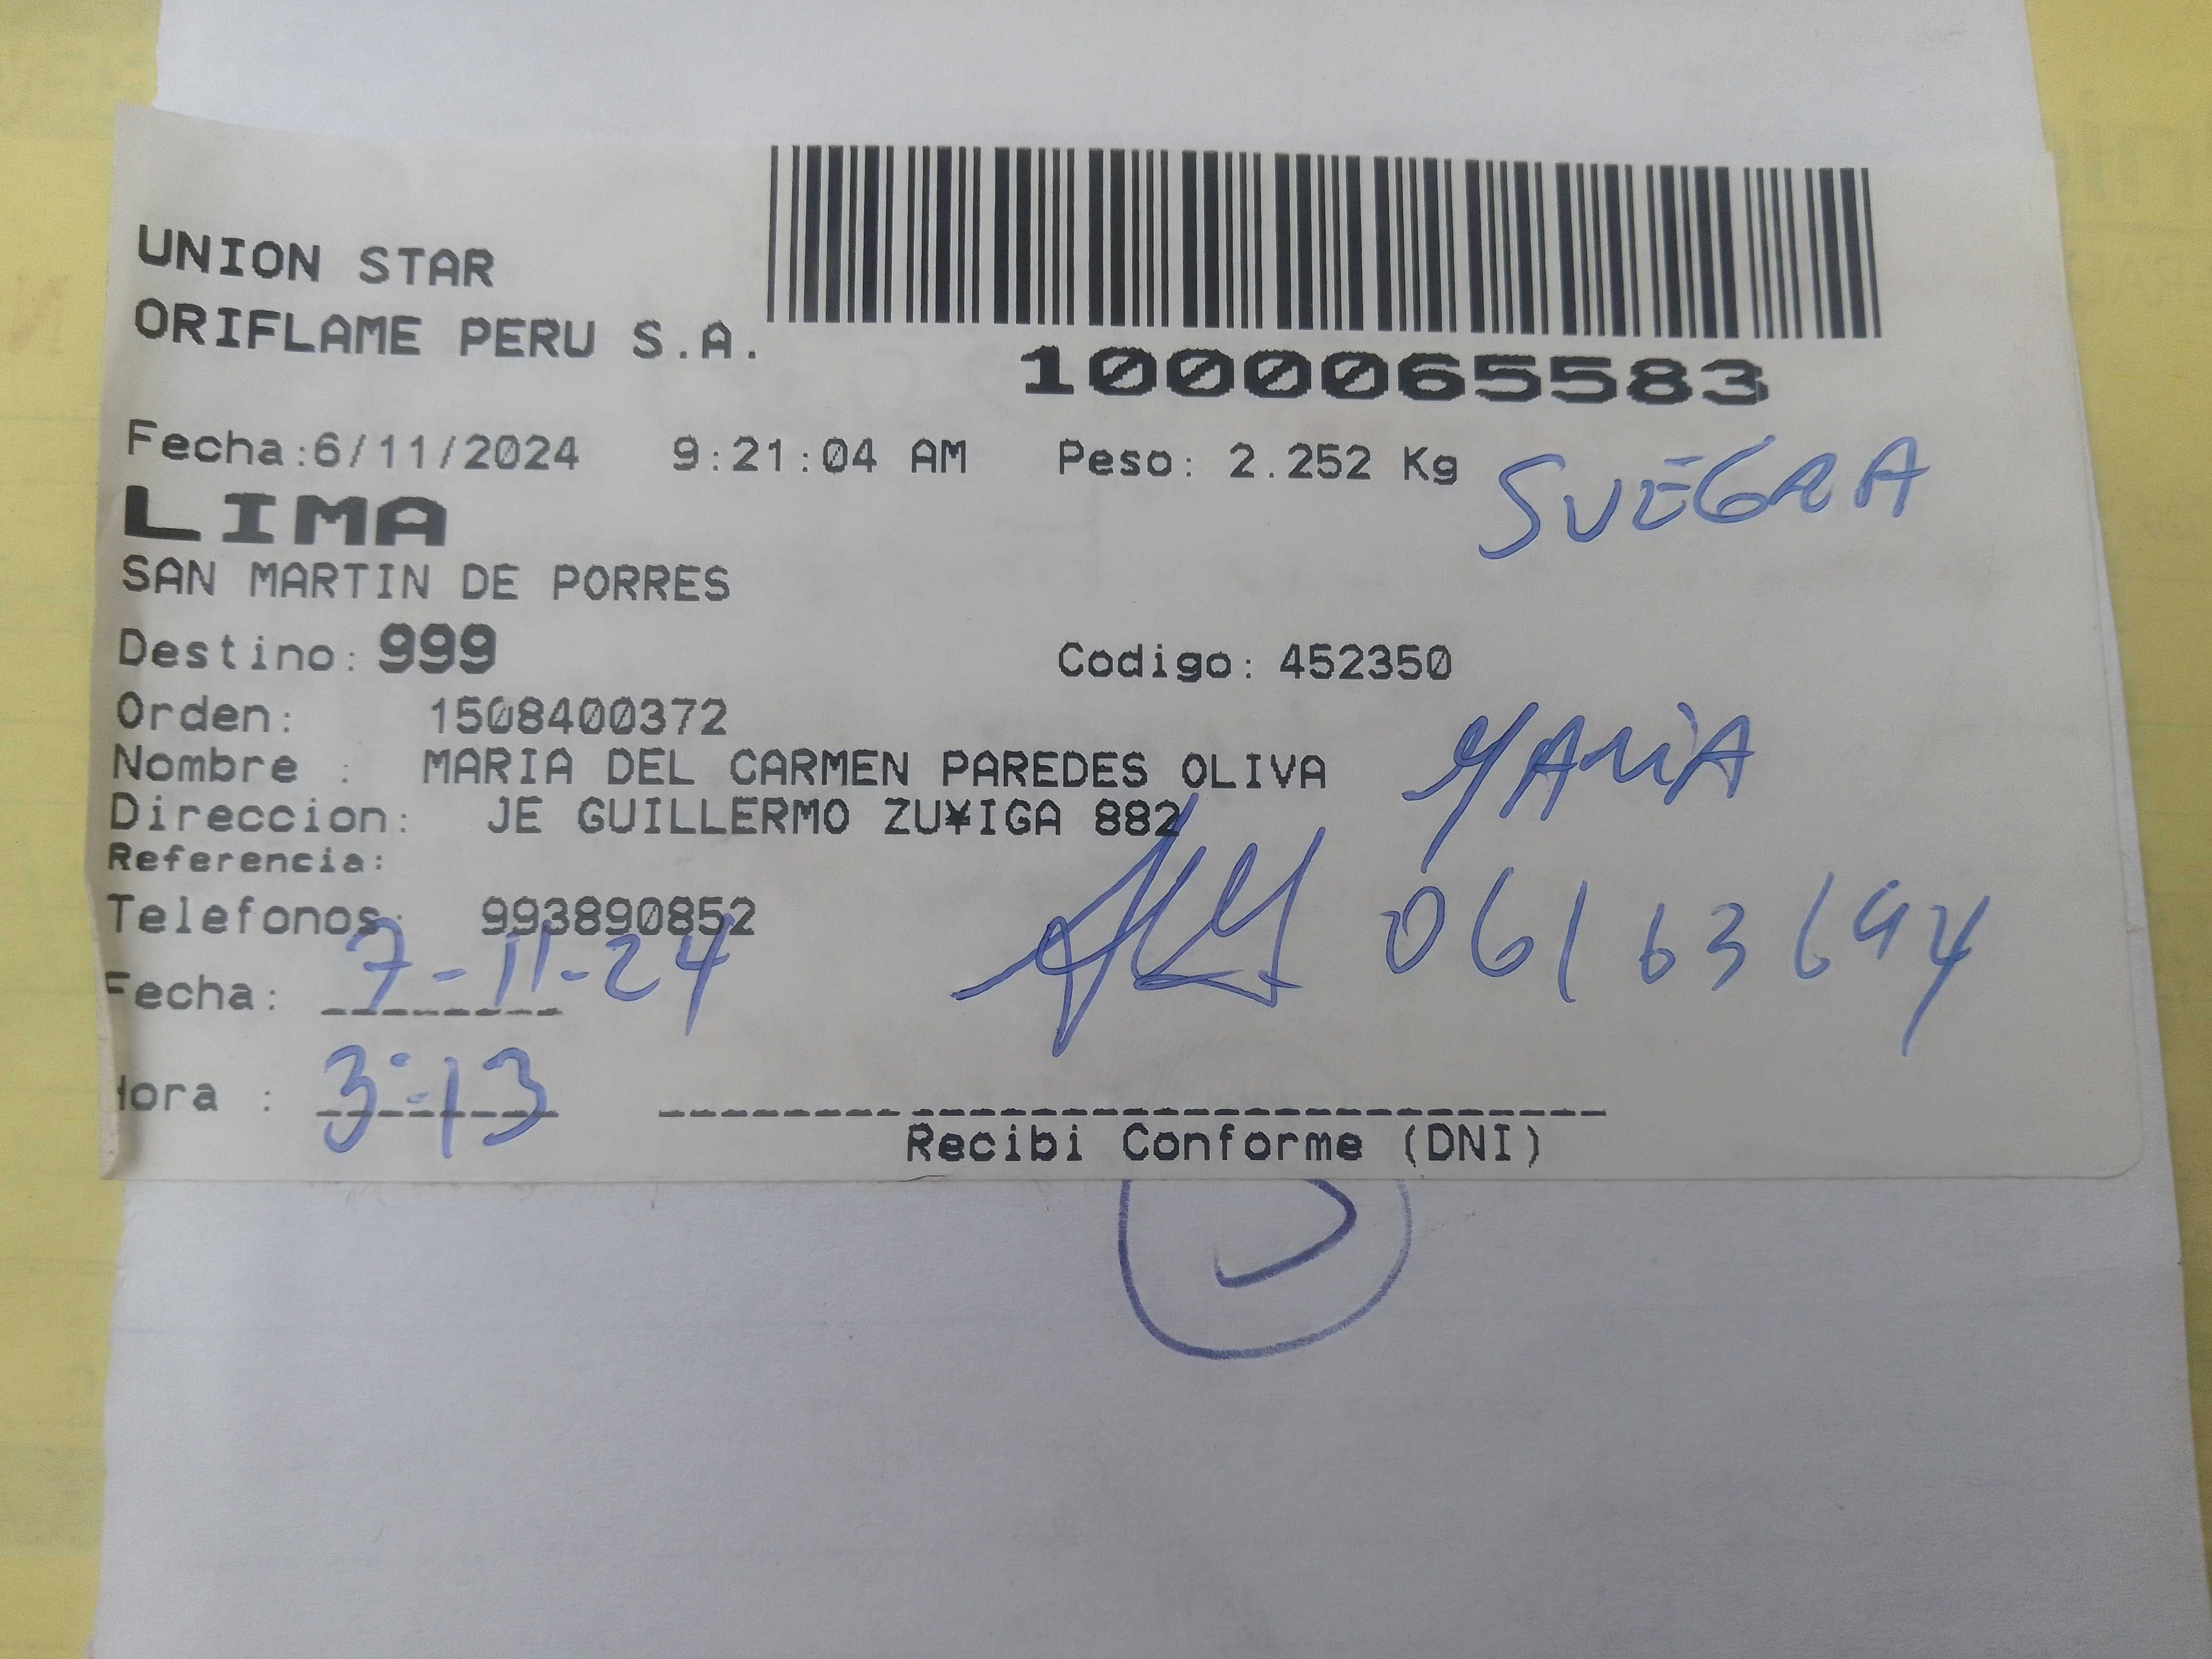 UNION STAR
ORIFLAME PERU S.A.
1000065583
Fecha:6/11/2024 9:21:04 AM Peso: 2.252 Kg
SUEGRA
LIMA
SAN MARTIN DE PORRES
Destino: 999 Codigo: 452350
Orden: 1508400372
Nombre : MARIA DEL CARMEN PAREDES OLIVA
MARIA
Direccion: JE GUILLERMO ZU¥IGA 882
Referencia:
Telefonos: 993890852
06163694
Fecha: 7-11-24
Hora : 3:13
Recibi Conforme (DNI)